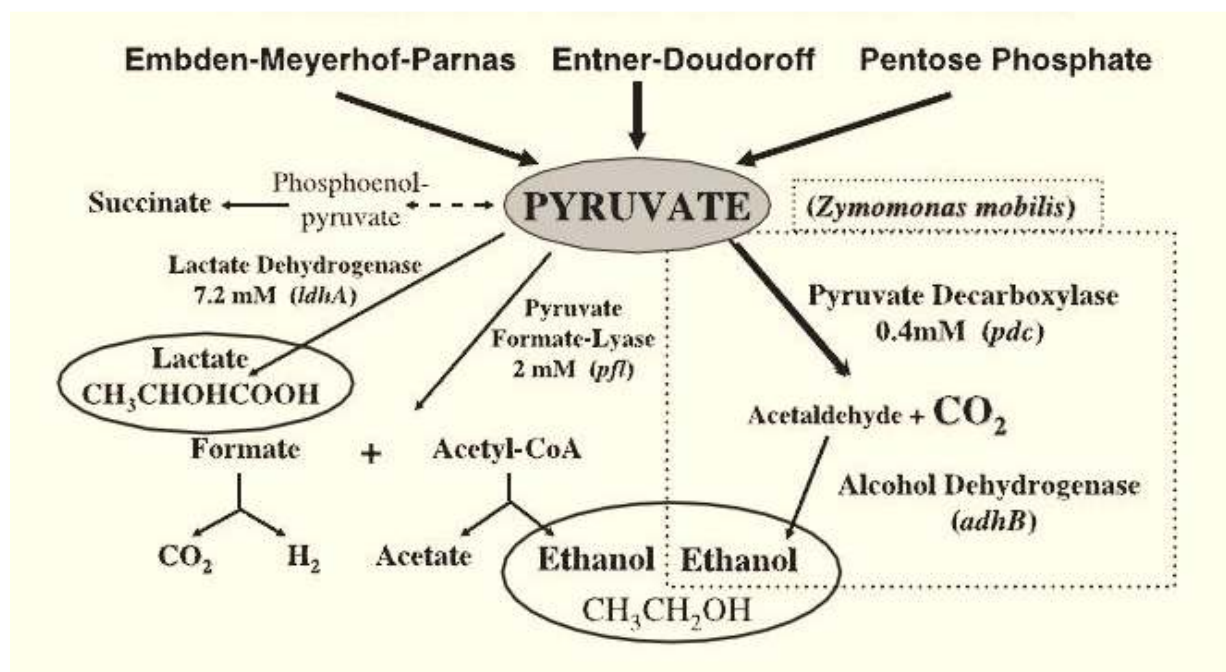 Embden-Meyerhof-Parnas Entner-Doudoroff Pentose Phosphate
Phosphoenol-
pyruvate
Succinate
PYRUVATE
(Zymomonas mobilis)
Lactate Dehydrogenase
7.2 mM (ldhA)
Pyruvate
Formate-Lyase
2 mM (pfl)
Pyruvate Decarboxylase
0.4mM (pdc)
Lactate
CH₃CHOHCOOH
Acetaldehyde + CO₂
Formate + Acetyl-CoA
Alcohol Dehydrogenase
(adhB)
CO₂ H₂ Acetate Ethanol Ethanol
CH₃CH₂OH